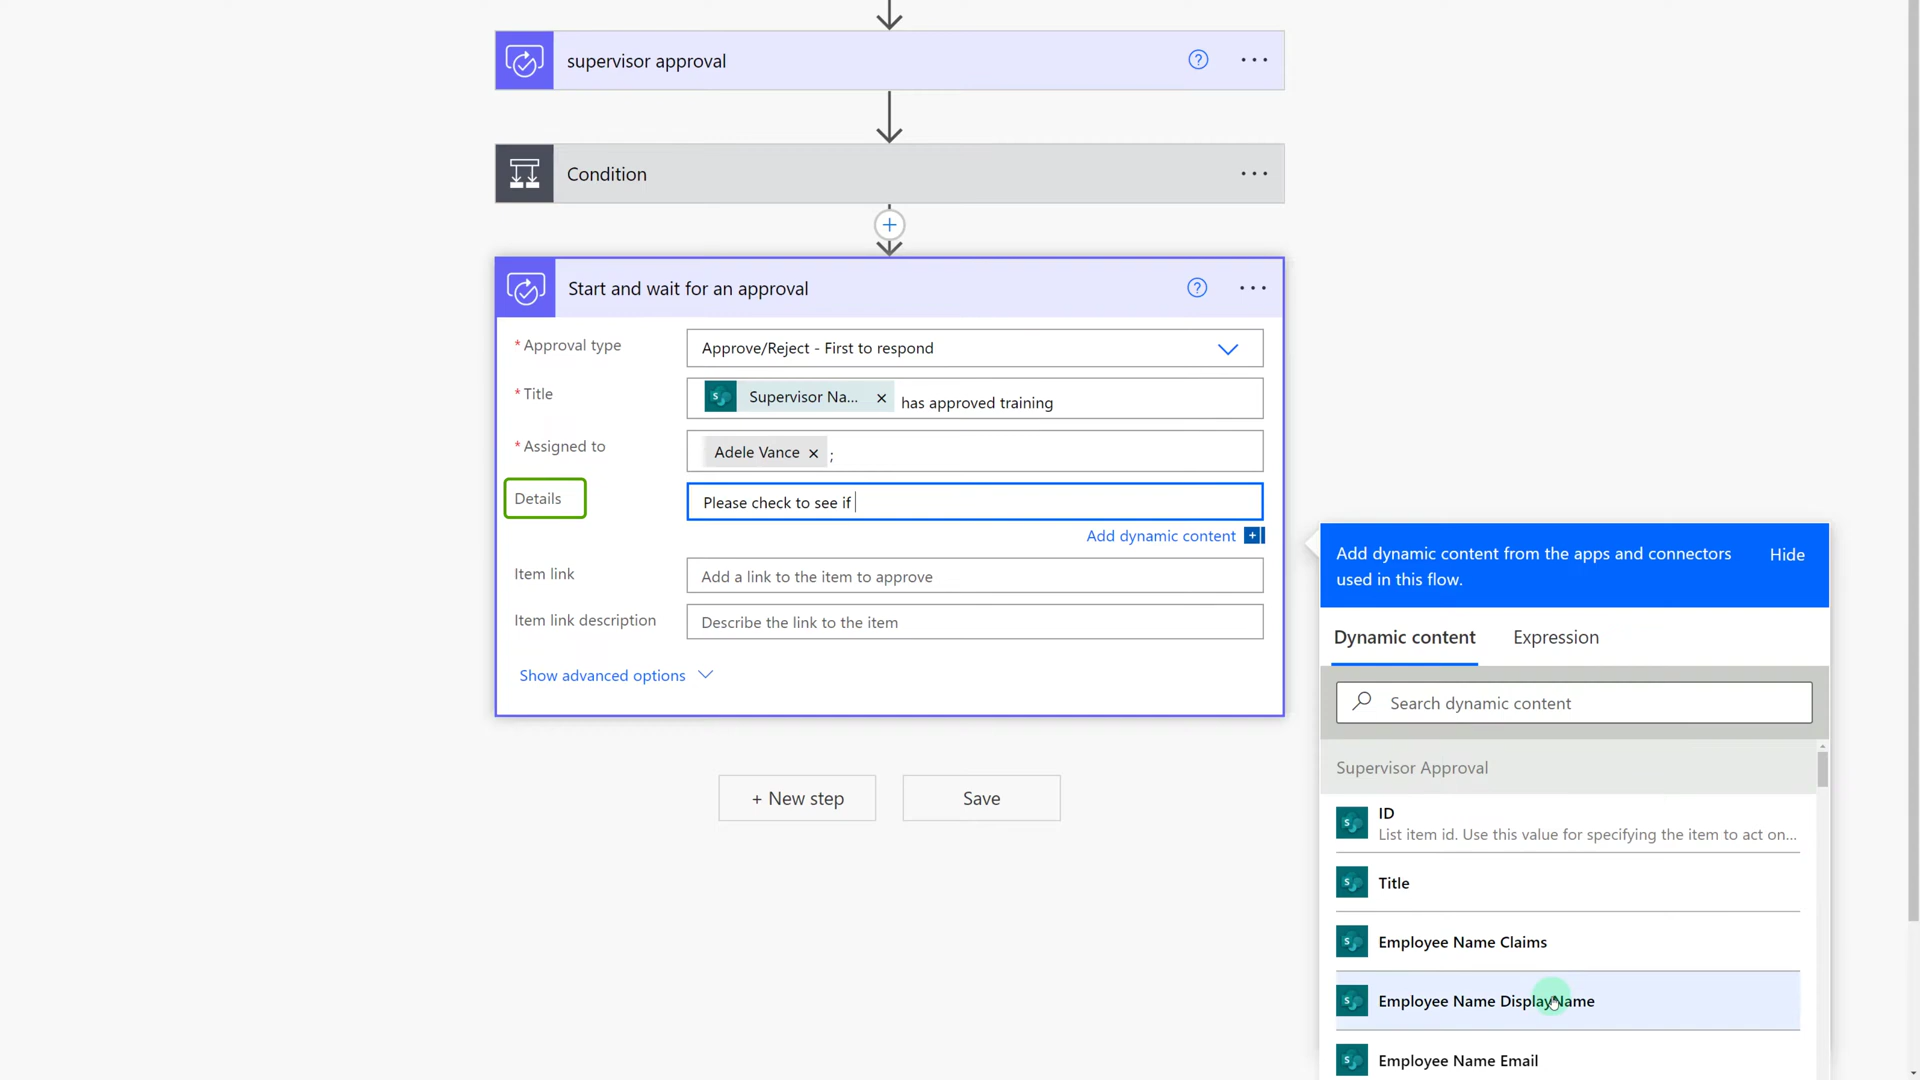 supervisor approval
Condition
Start and wait for an approval
* Approval type
Approve/Reject - First to respond
* Title
Supervisor Na... × has approved training
* Assigned to
Adele Vance × ;
Details
Please check to see if
Add dynamic content
Item link
Add a link to the item to approve
Item link description
Describe the link to the item
Show advanced options
+ New step
Save
Add dynamic content from the apps and connectors
used in this flow.
Hide
Dynamic content
Expression
Search dynamic content
Supervisor Approval
ID
List item id. Use this value for specifying the item to act on...
Title
Employee Name Claims
Employee Name DisplayName
Employee Name Email